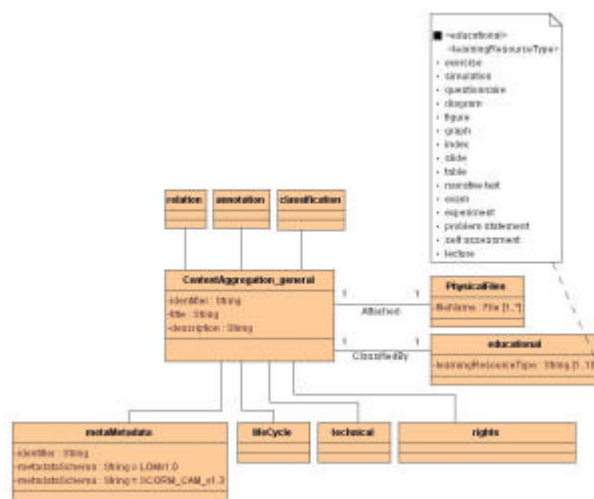 <educational>
<learningResourceType>
exercise
simulation
questionnaire
diagram
figure
graph
index
slide
table
narrative text
exam
experiment
problem statement
self assessment
lecture
relation
annotation
classification
ContentAggregation_general
-identifier : String
-title : String
-description : String
1 1
Attached
PhysicalFiles
-fileName : File [1..*]
1 1
ClassifiedBy
educational
-learningResourceType : String
metaMetadata
-identifier : String
-metadataSchema : String = LOMv1.0
-metadataSchema : String = SCORM_CAM_v1.3
lifeCycle
technical
rights